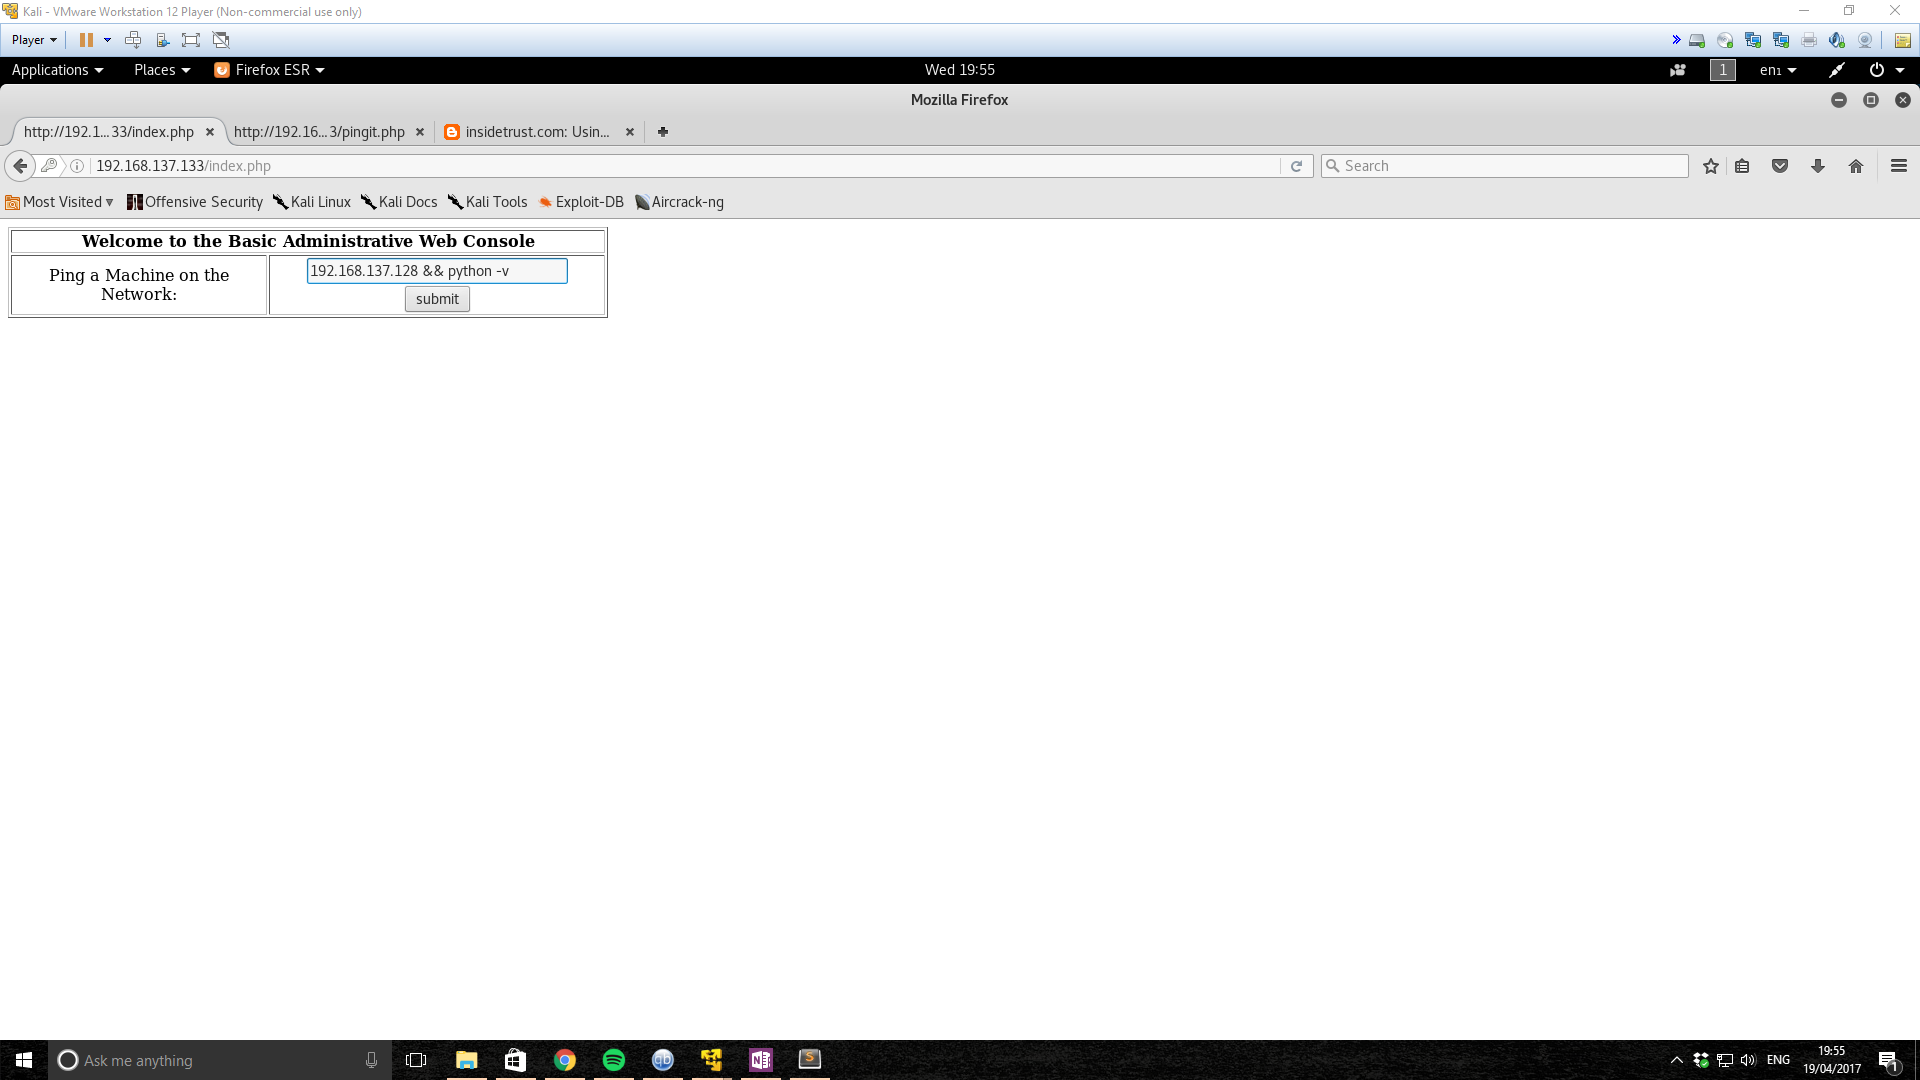 Kali - VMware Workstation 12 Player (Non-commercial use only)
Player
Applications Places Firefox ESR Wed 19:55 1 en1
Mozilla Firefox
http://192.1...33/index.php http://192.16...3/pingit.php insidetrust.com: Usin...
192.168.137.133/index.php Search
Most Visited Offensive Security Kali Linux Kali Docs Kali Tools Exploit-DB Aircrack-ng
Welcome to the Basic Administrative Web Console
Ping a Machine on the
Network:
192.168.137.128 && python -v
submit
Ask me anything qb N S ENG 19:55
19/04/2017 1